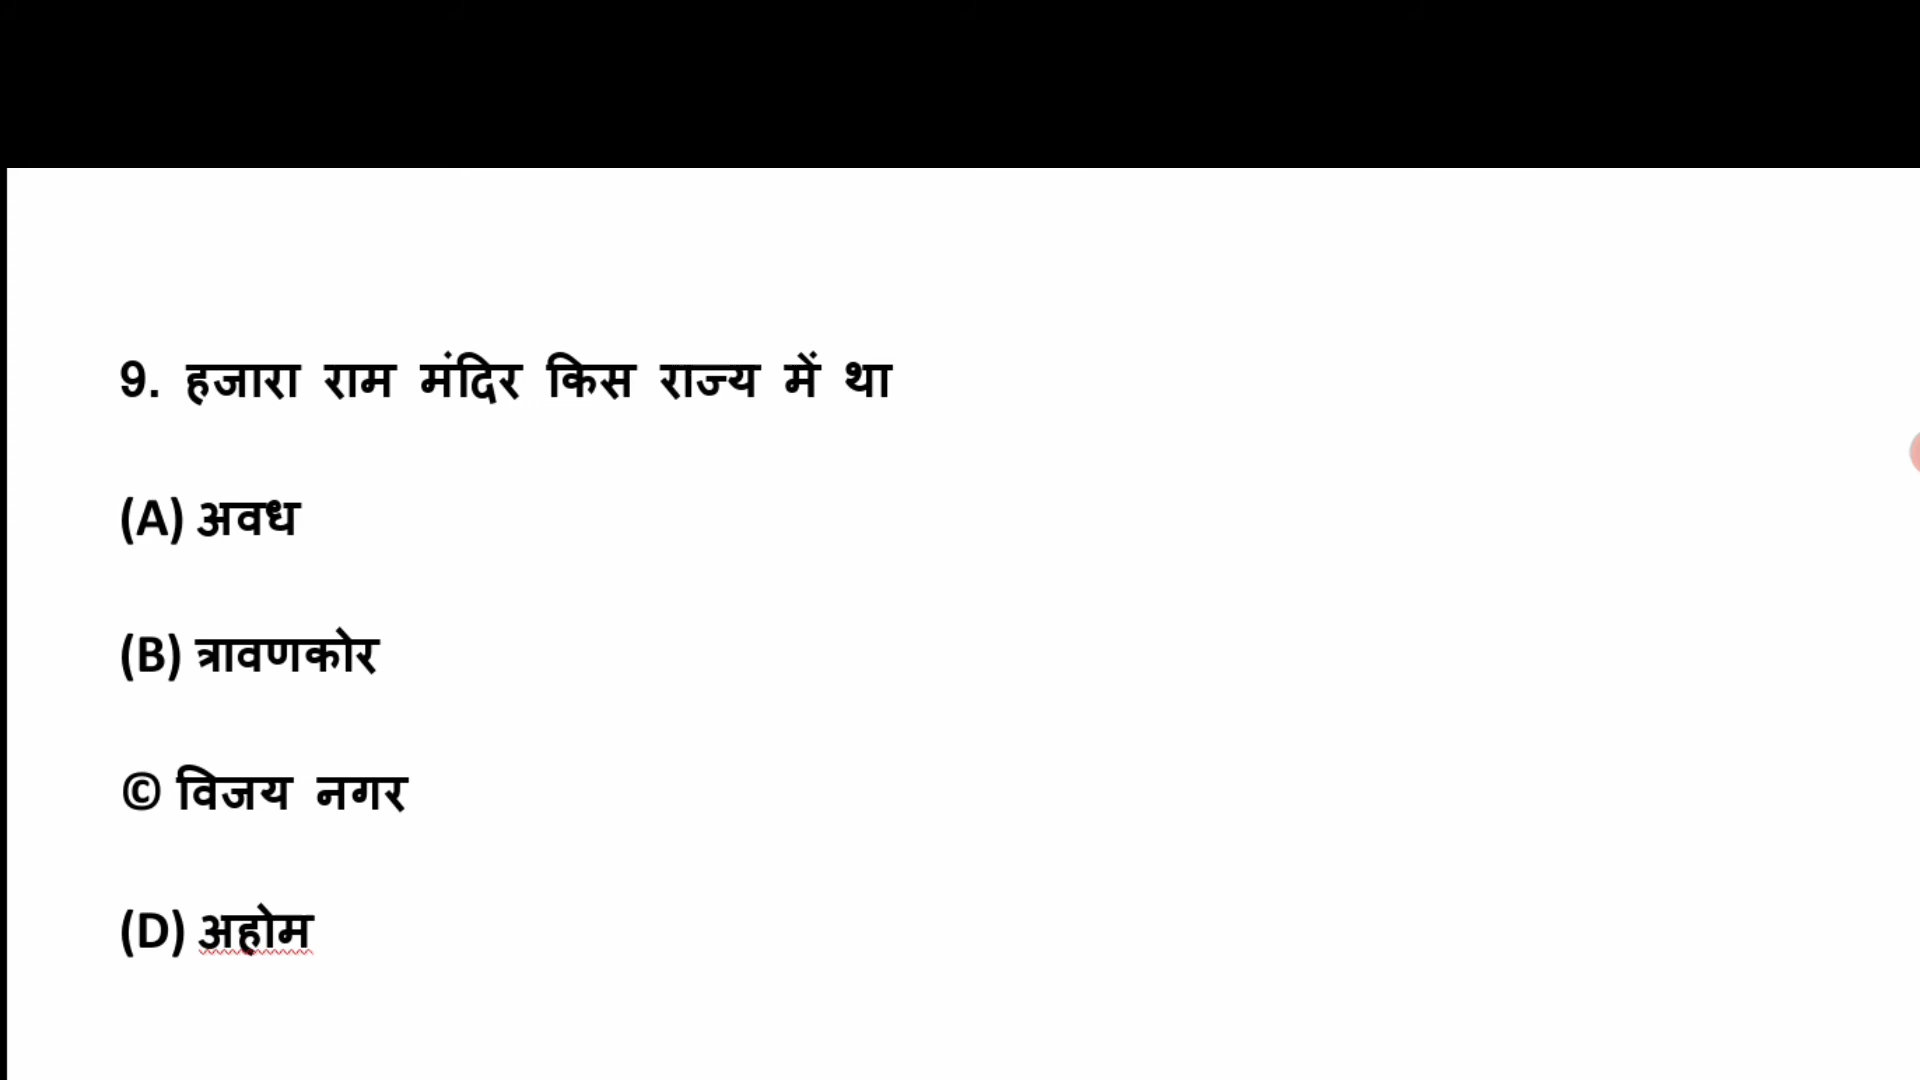 9. हजारा राम मंदिर किस राज्य में था
(A) अवध
(B) त्रावणकोर
© विजय नगर
(D) अहोम